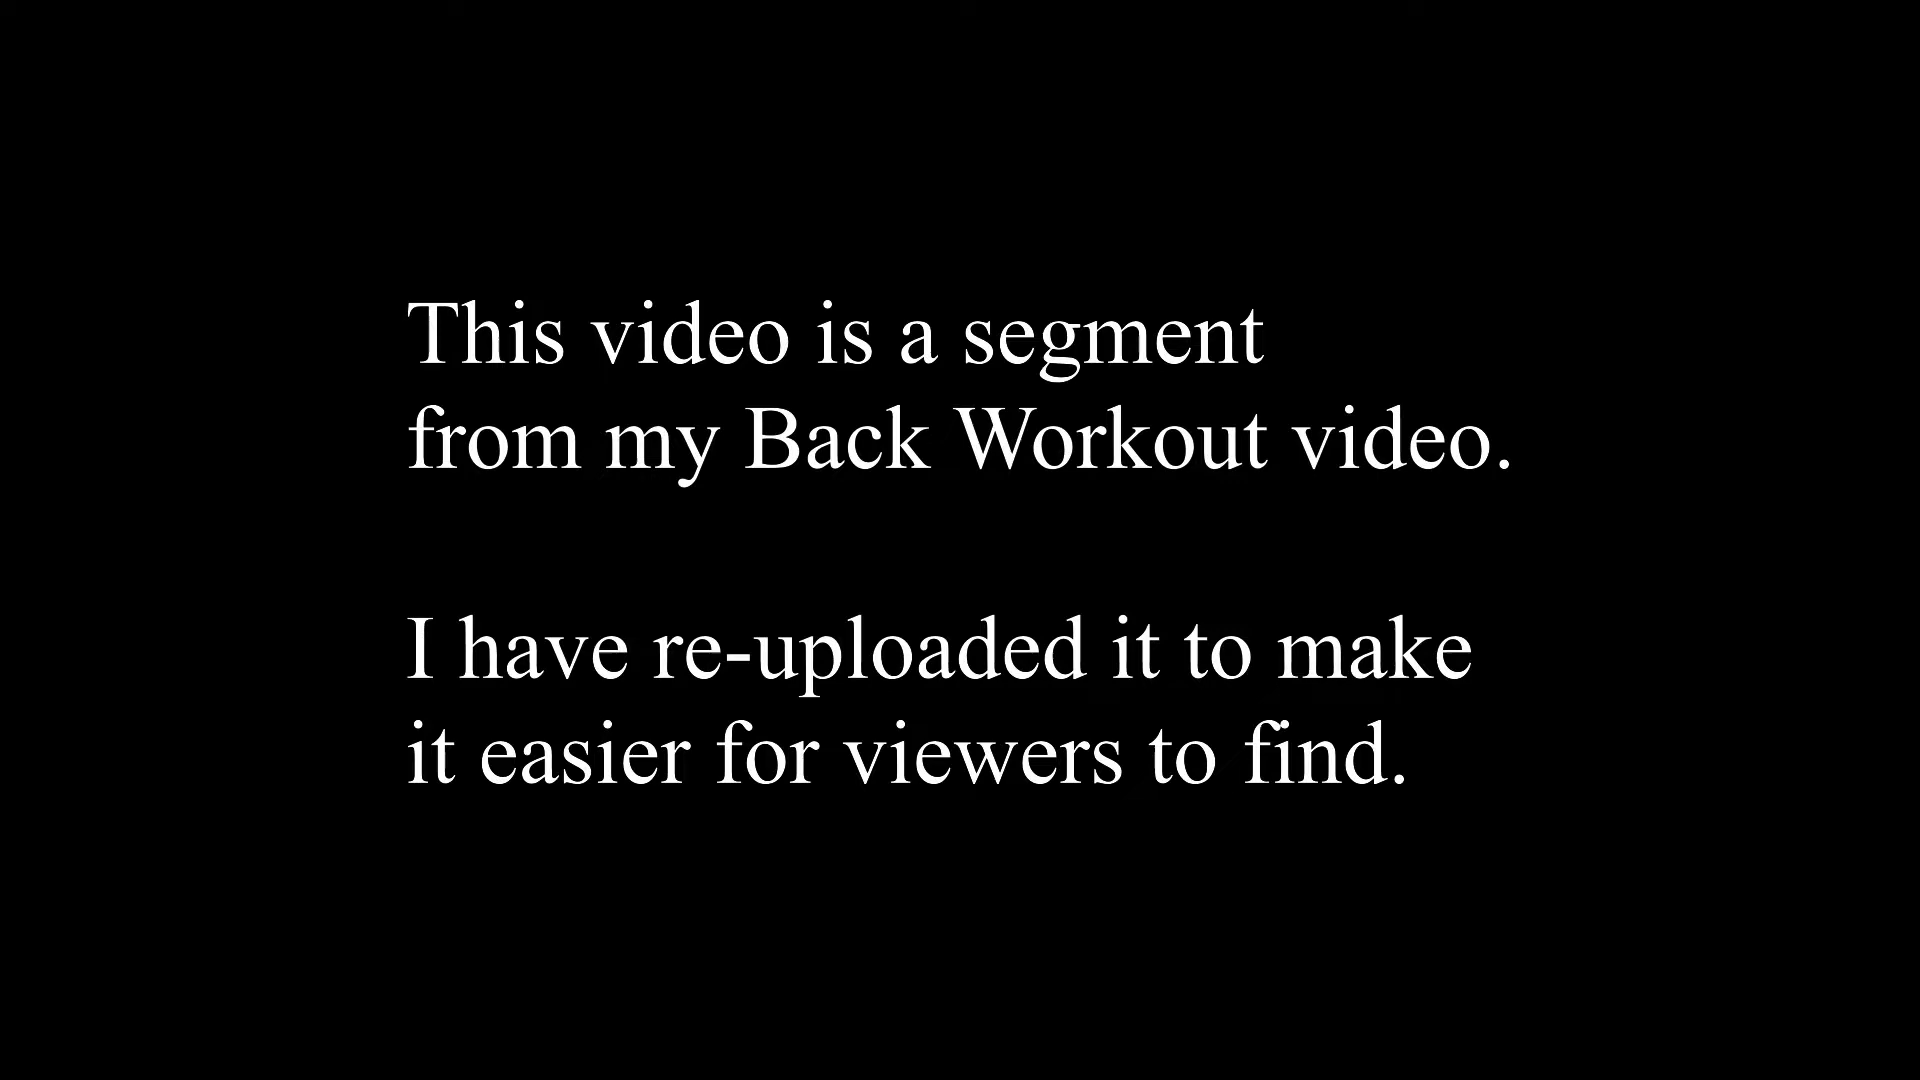 This video is a segment
from my Back Workout video.
I have re-uploaded it to make
it easier for viewers to find.